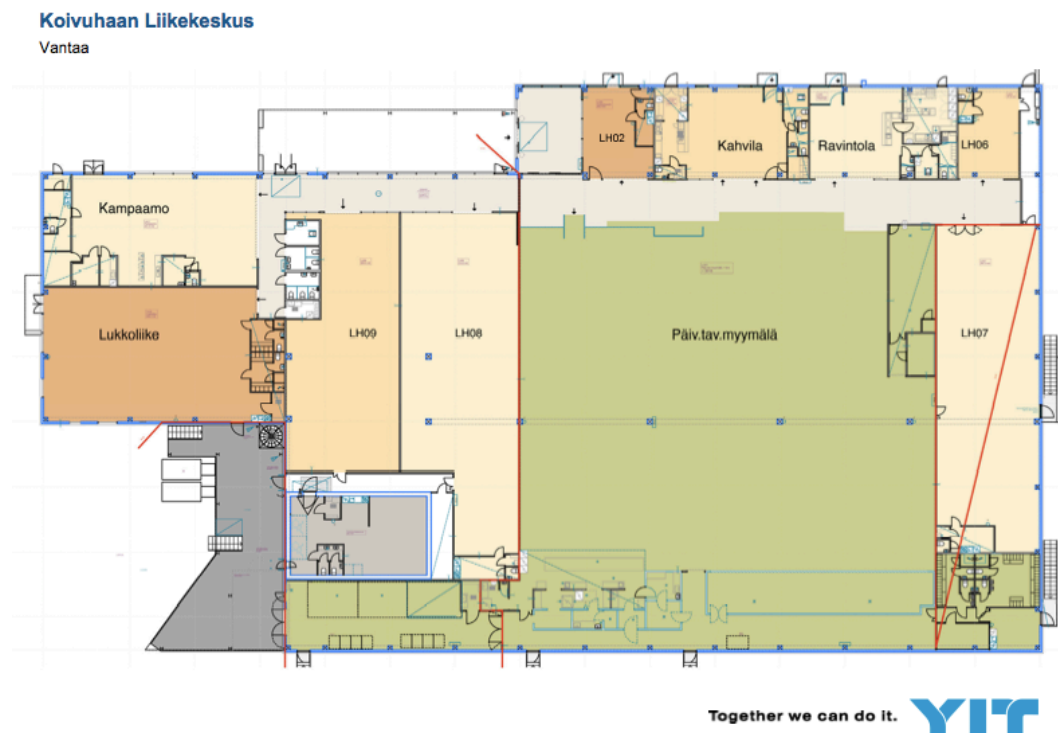 Koivuhaan Liikekeskus
Vantaa
LH02
Kahvila
Ravintola
LH06
Kampaamo
Lukkoliike
LH09
LH08
Päiv.tav.myymälä
LH07
Together we can do it. YIT